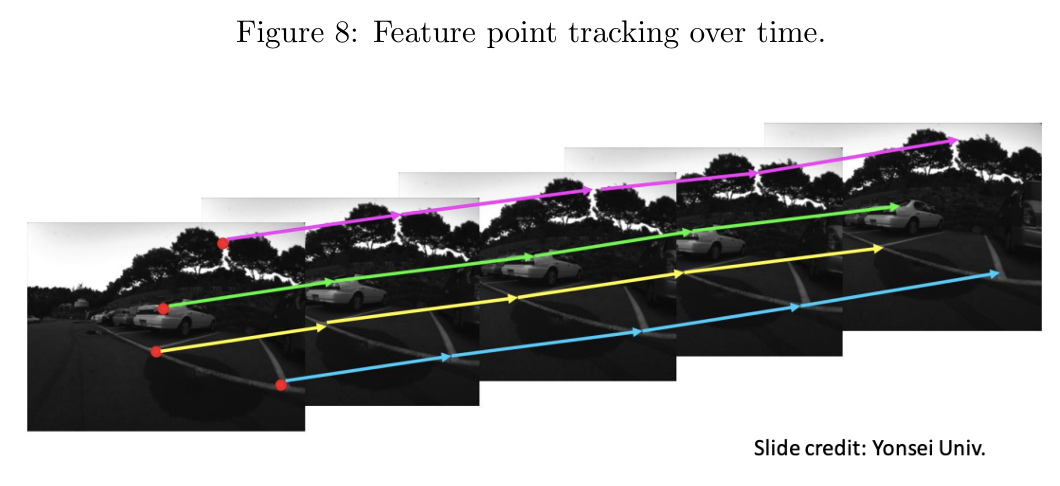 Figure 8: Feature point tracking over time.
Slide credit: Yonsei Univ.